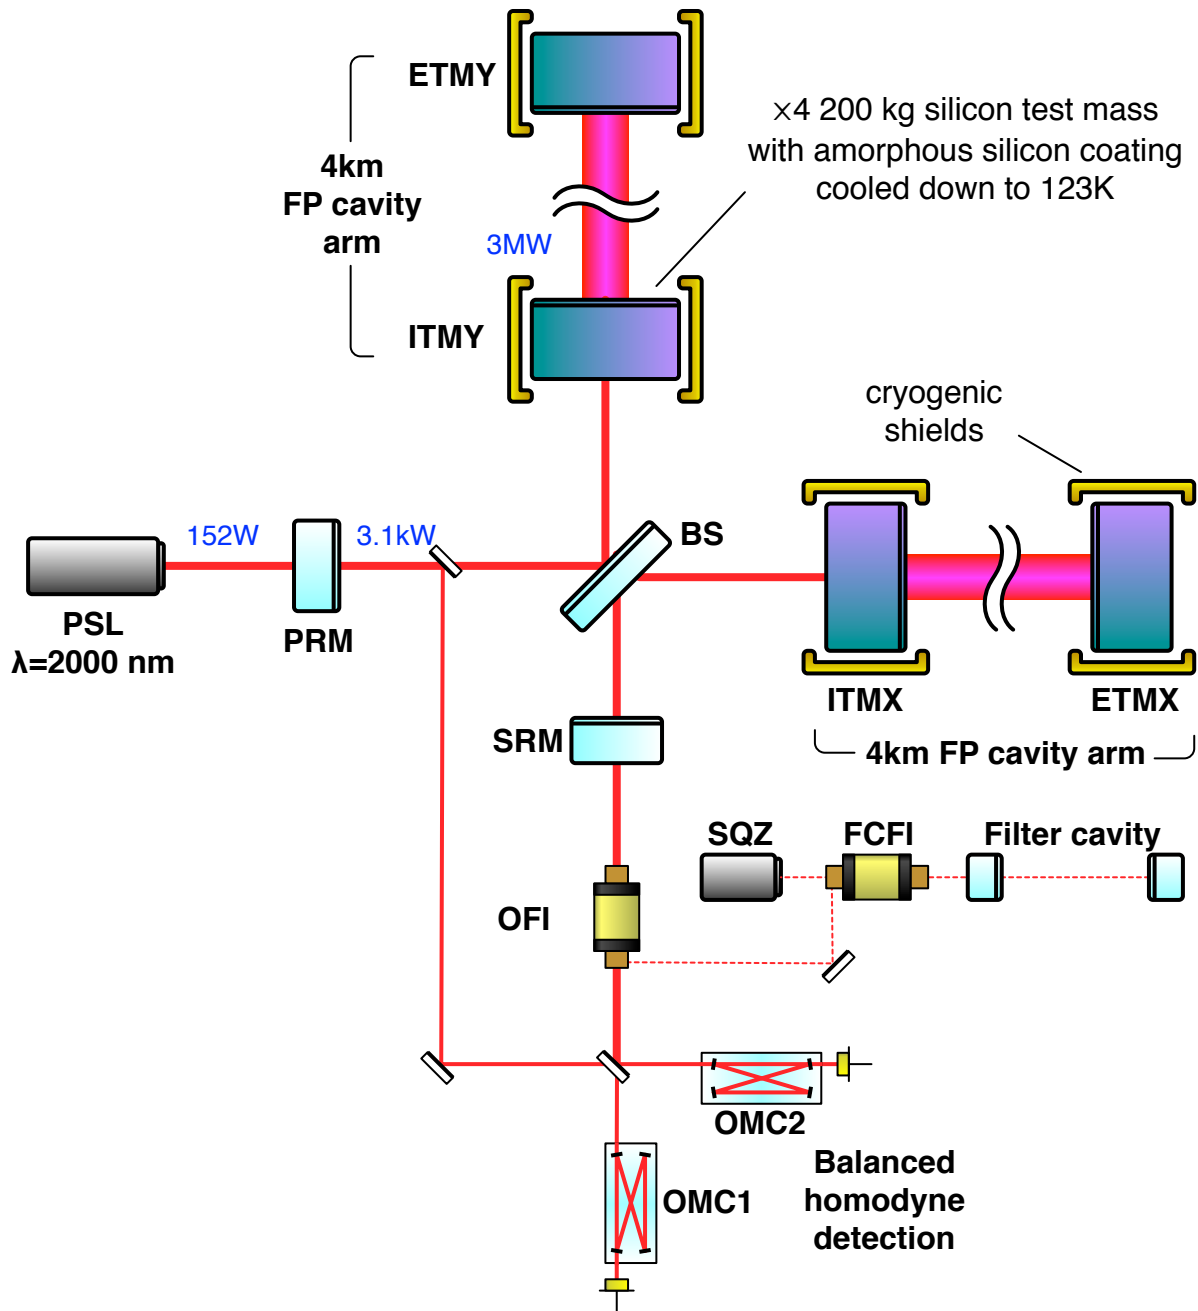 ETMY
×4 200 kg silicon test mass
with amorphous silicon coating
cooled down to 123K
4km
FP cavity
arm
3MW
ITMY
cryogenic
shields
152W
3.1kW
BS
PSL
λ=2000 nm
PRM
ITMX
ETMX
SRM
4km FP cavity arm
SQZ
FCFI
Filter cavity
OFI
OMC2
Balanced
homodyne
detection
OMC1